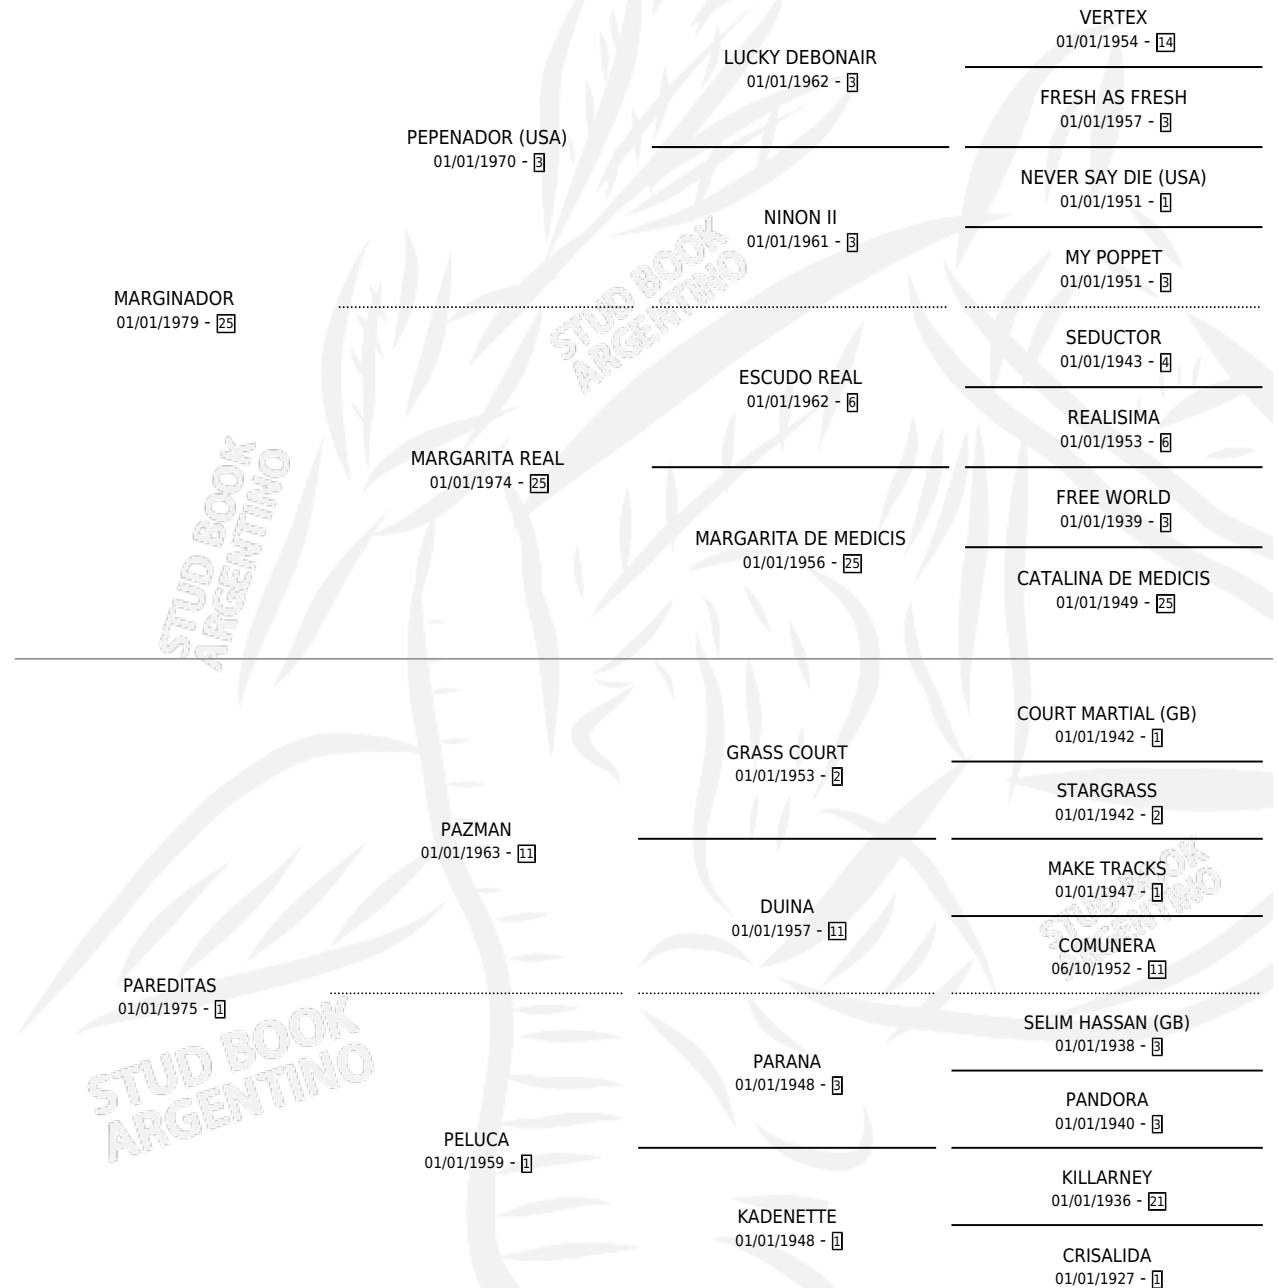 VERTEX
01/01/1954 - 14
LUCKY DEBONAIR
01/01/1962 - 3
FRESH AS FRESH
01/01/1957 - 3
PEPENADOR (USA)
01/01/1970 - 3
NEVER SAY DIE (USA)
01/01/1951 - 1
NINON II
01/01/1961 - 3
MY POPPET
01/01/1951 - 3
MARGINADOR
01/01/1979 - 25
SEDUCTOR
01/01/1943 - 4
ESCUDO REAL
01/01/1962 - 6
REALISIMA
01/01/1953 - 6
MARGARITA REAL
01/01/1974 - 25
FREE WORLD
01/01/1939 - 3
MARGARITA DE MEDICIS
01/01/1956 - 25
CATALINA DE MEDICIS
01/01/1949 - 25
STUD BOOK
ARGENTINO
STUD BOOK
ARGENTINO
COURT MARTIAL (GB)
01/01/1942 - 1
GRASS COURT
01/01/1953 - 2
STARGRASS
01/01/1942 - 2
PAZMAN
01/01/1963 - 11
MAKE TRACKS
01/01/1947 - 1
DUINA
01/01/1957 - 11
COMUNERA
06/10/1952 - 11
PAREDITAS
01/01/1975 - 1
SELIM HASSAN (GB)
01/01/1938 - 3
PARANA
01/01/1948 - 3
PANDORA
01/01/1940 - 3
PELUCA
01/01/1959 - 1
KILLARNEY
01/01/1936 - 21
KADENETTE
01/01/1948 - 1
CRISALIDA
01/01/1927 - 1
STUD BOOK
ARGENTINO
STUD BOOK
ARGENTINO